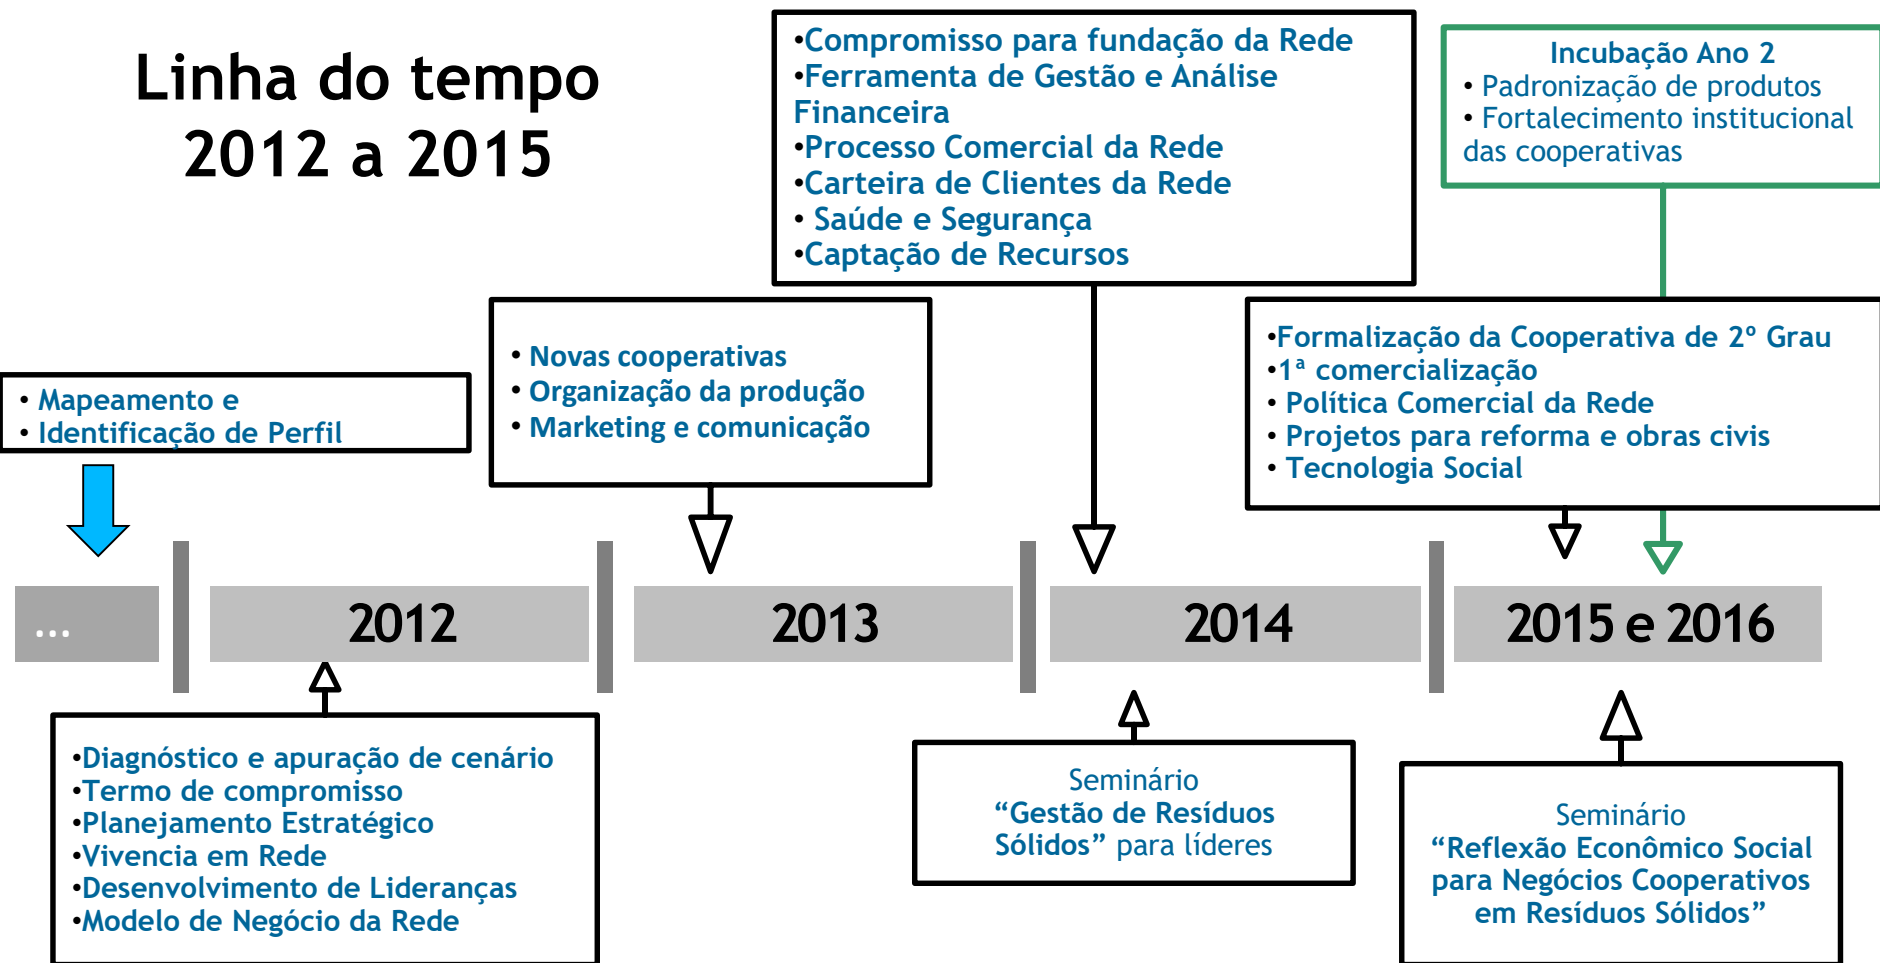 Linha do tempo
2012 a 2015
•Compromisso para fundação da Rede
•Ferramenta de Gestão e Análise
Financeira
•Processo Comercial da Rede
•Carteira de Clientes da Rede
• Saúde e Segurança
•Captação de Recursos
Incubação Ano 2
• Padronização de produtos
• Fortalecimento institucional
das cooperativas
• Novas cooperativas
• Organização da produção
• Marketing e comunicação
•Formalização da Cooperativa de 2º Grau
•1ª comercialização
• Política Comercial da Rede
• Projetos para reforma e obras civis
• Tecnologia Social
• Mapeamento e
• Identificação de Perfil
...
2012
2013
2014
2015 e 2016
•Diagnóstico e apuração de cenário
•Termo de compromisso
•Planejamento Estratégico
•Vivencia em Rede
•Desenvolvimento de Lideranças
•Modelo de Negócio da Rede
Seminário
“Gestão de Resíduos
Sólidos” para líderes
Seminário
“Reflexão Econômico Social
para Negócios Cooperativos
em Resíduos Sólidos”